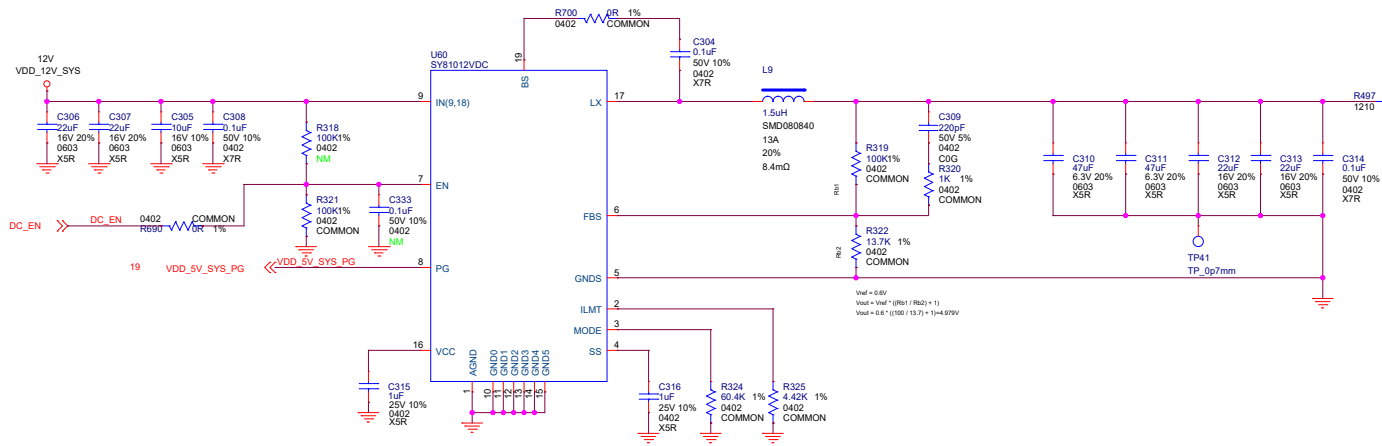 R700
0402
0R 1%
COMMON
12V
VDD_12V_SYS
C306
22uF
16V 20%
0603
X5R
C307
22uF
16V 20%
0603
X5R
C305
10uF
16V 10%
0603
X5R
C308
0.1uF
50V 10%
0402
X7R
R318
100K1%
0402
NM
R321
100K1%
0402
COMMON
C333
0.1uF
50V 10%
0402
NM
DC_EN
DC_EN
0402
R690
COMMON
0R 1%
19
VDD_5V_SYS_PG
VDD_5V_SYS_PG
C315
1uF
25V 10%
0402
X5R
U60
SY81012VDC
19
BS
9
IN(9,18)
7
EN
8
PG
16
VCC
LX
17
FBS
6
GNDS
5
ILMT
2
MODE
3
SS
4
AGND
GND0
GND1
GND2
GND3
GND4
GND5
1
10
11
12
13
14
15
C304
0.1uF
50V 10%
0402
X7R
L9
1.5uH
SMD080840
13A
20%
8.4mΩ
R319
100K1%
0402
COMMON
Rb1
C309
220pF
50V 5%
0402
C0G
R320
1K 1%
0402
COMMON
R322
13.7K 1%
0402
COMMON
Rb2
Vref = 0.6V
Vout = Vref * ((Rb1 / Rb2) + 1)
Vout = 0.6 * ((100 / 13.7) + 1)=4.979V
C316
1uF
25V 10%
0402
X5R
R324
60.4K 1%
0402
COMMON
R325
4.42K 1%
0402
COMMON
C310
47uF
6.3V 20%
0603
X5R
C311
47uF
6.3V 20%
0603
X5R
C312
22uF
16V 20%
0603
X5R
C313
22uF
16V 20%
0603
X5R
C314
0.1uF
50V 10%
0402
X7R
R497
1210
TP41
TP_0p7mm